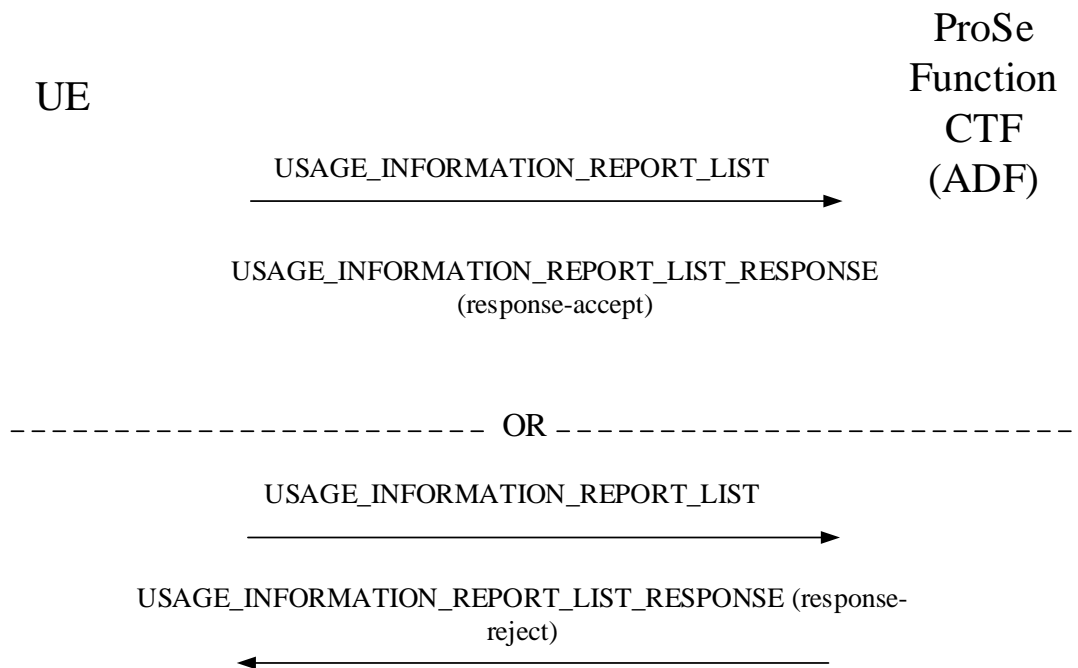 UE
ProSe
Function
CTF
(ADF)
USAGE_INFORMATION_REPORT_LIST
USAGE_INFORMATION_REPORT_LIST_RESPONSE
(response-accept)
OR
USAGE_INFORMATION_REPORT_LIST
USAGE_INFORMATION_REPORT_LIST_RESPONSE (response-
reject)